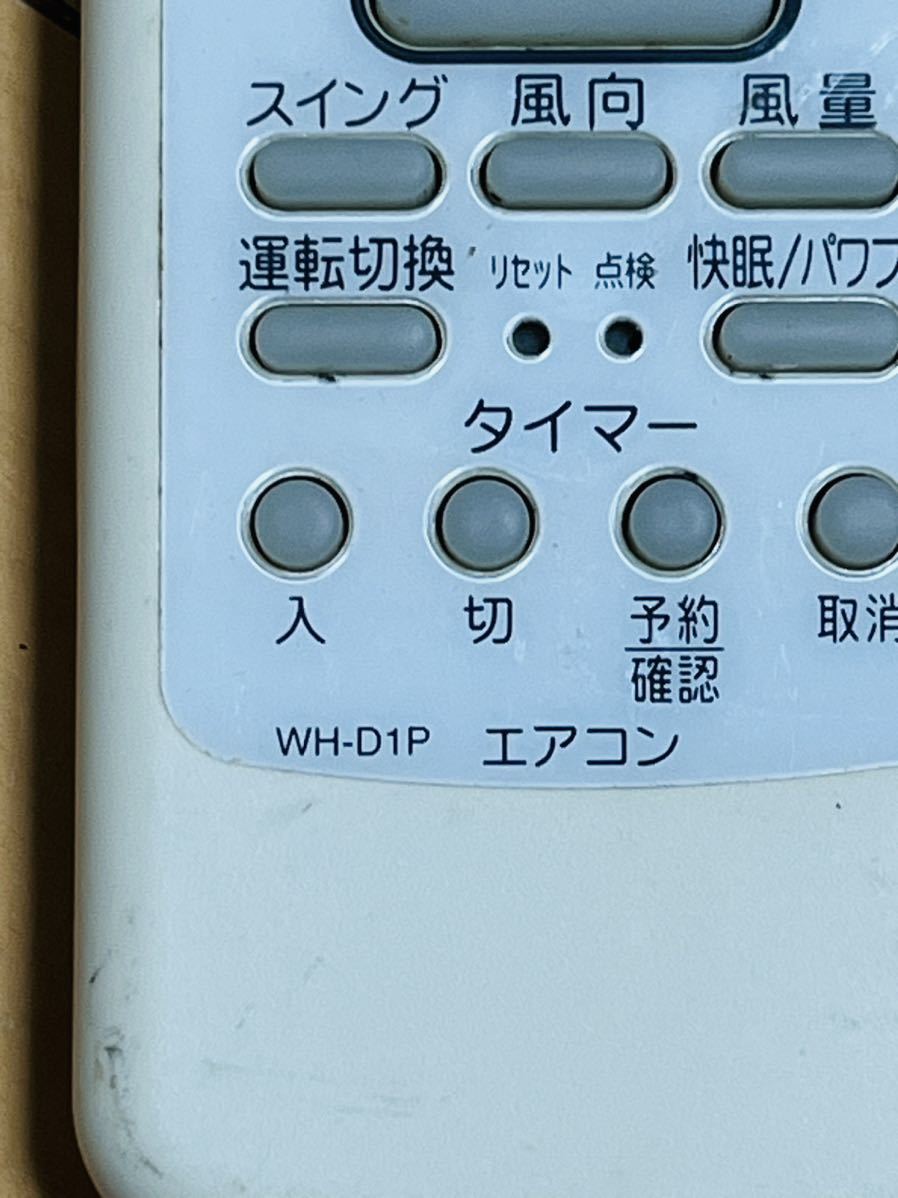 スイング 風向 風量
運転切換 リセット 点検 快眠/パワフ
タイマー
入 切 予約 取消
確認
WH-D1P エアコン